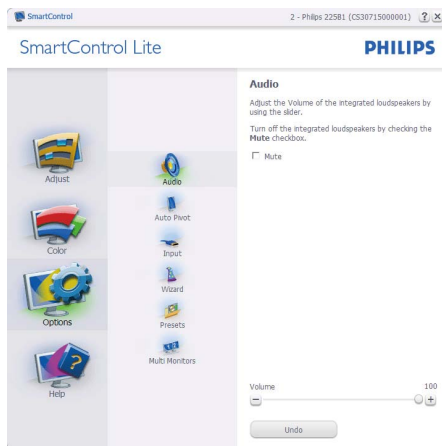 SmartControl
2 - Philips 225B1 (CS30715000001)
?
X
SmartControl Lite
PHILIPS
Adjust
Color
Options
Help
Audio
Auto Pivot
Input
Wizard
Presets
Multi Monitors
Audio
Adjust the Volume of the integrated loudspeakers by
using the slider.
Turn off the integrated loudspeakers by checking the
Mute checkbox.
Mute
Volume
100
Undo